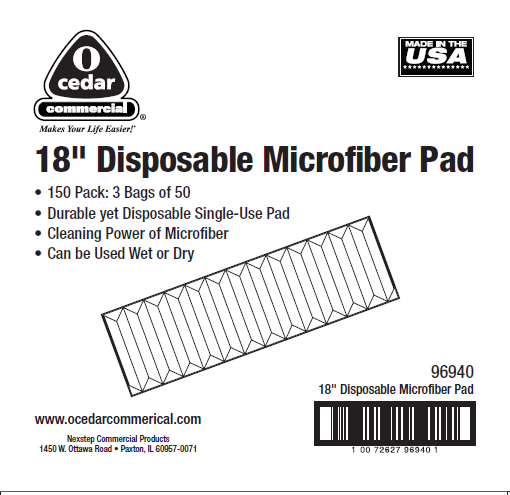 O
cedar
commercial®
Makes Your Life Easier!™
MADE IN THE
USA
18" Disposable Microfiber Pad
• 150 Pack: 3 Bags of 50
• Durable yet Disposable Single-Use Pad
• Cleaning Power of Microfiber
• Can be Used Wet or Dry
96940
18" Disposable Microfiber Pad
www.ocedarcommerical.com
Nexstep Commercial Products
1450 W. Ottawa Road • Paxton, IL 60957-0071
1 00 72627 96940 1